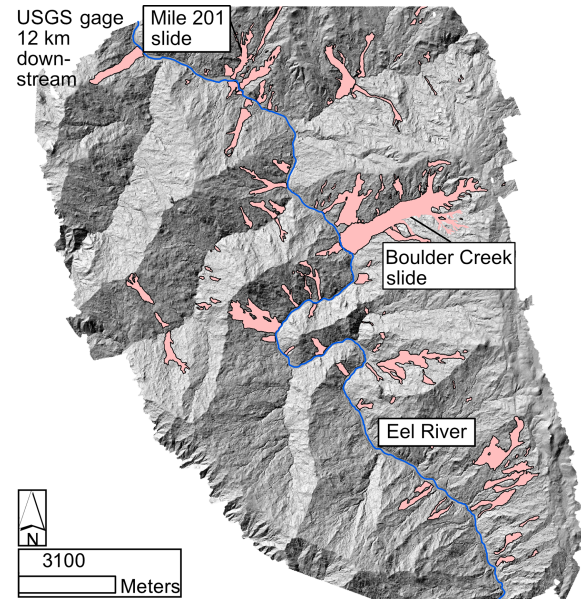 USGS gage
12 km
down-
stream
Mile 201
slide
Boulder Creek
slide
Eel River
N
3100
Meters